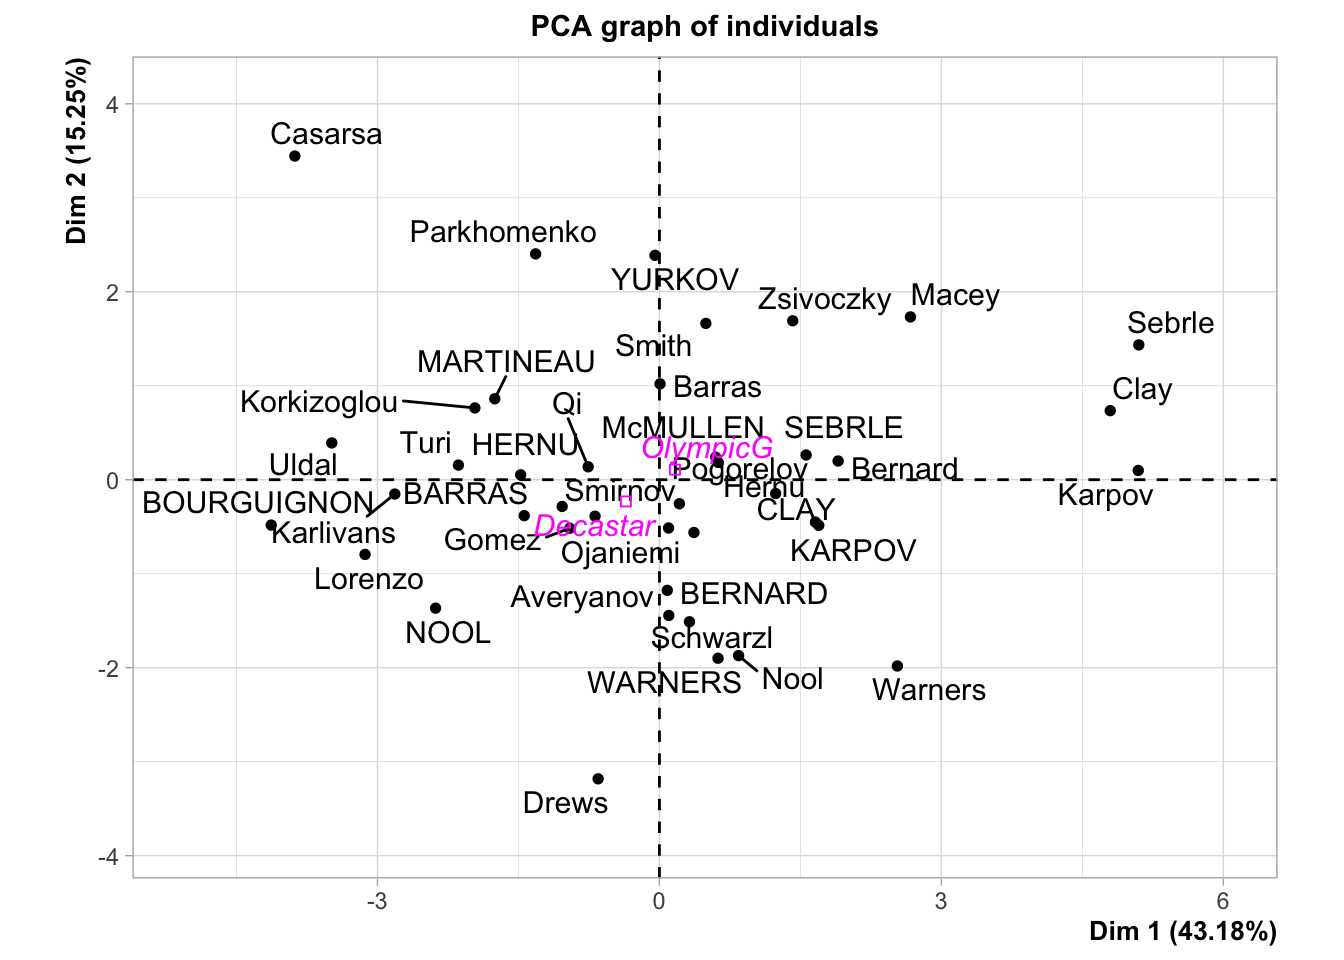 PCA graph of individuals
Dim 2 (15.25%)
4
2
0
-2
-4
Casarsa
Parkhomenko
YURKOV
Zsivoczky
Macey
Sebrle
Smith
MARTINEAU
Barras
Clay
Korkizoglou
Qi
McMULLEN
SEBRLE
Turi
HERNU
OlympicG
Uldal
Pogorelov
Bernard
Hernu
Karpov
BOURGUIGNON
BARRAS
Smirnov
CLAY
Karlivans
Decastar
Gomez
Ojaniemi
KARPOV
Lorenzo
Averyanov
BERNARD
NOOL
Schwarzl
WARNERS
Nool
Warners
Drews
-3
0
3
6
Dim 1 (43.18%)